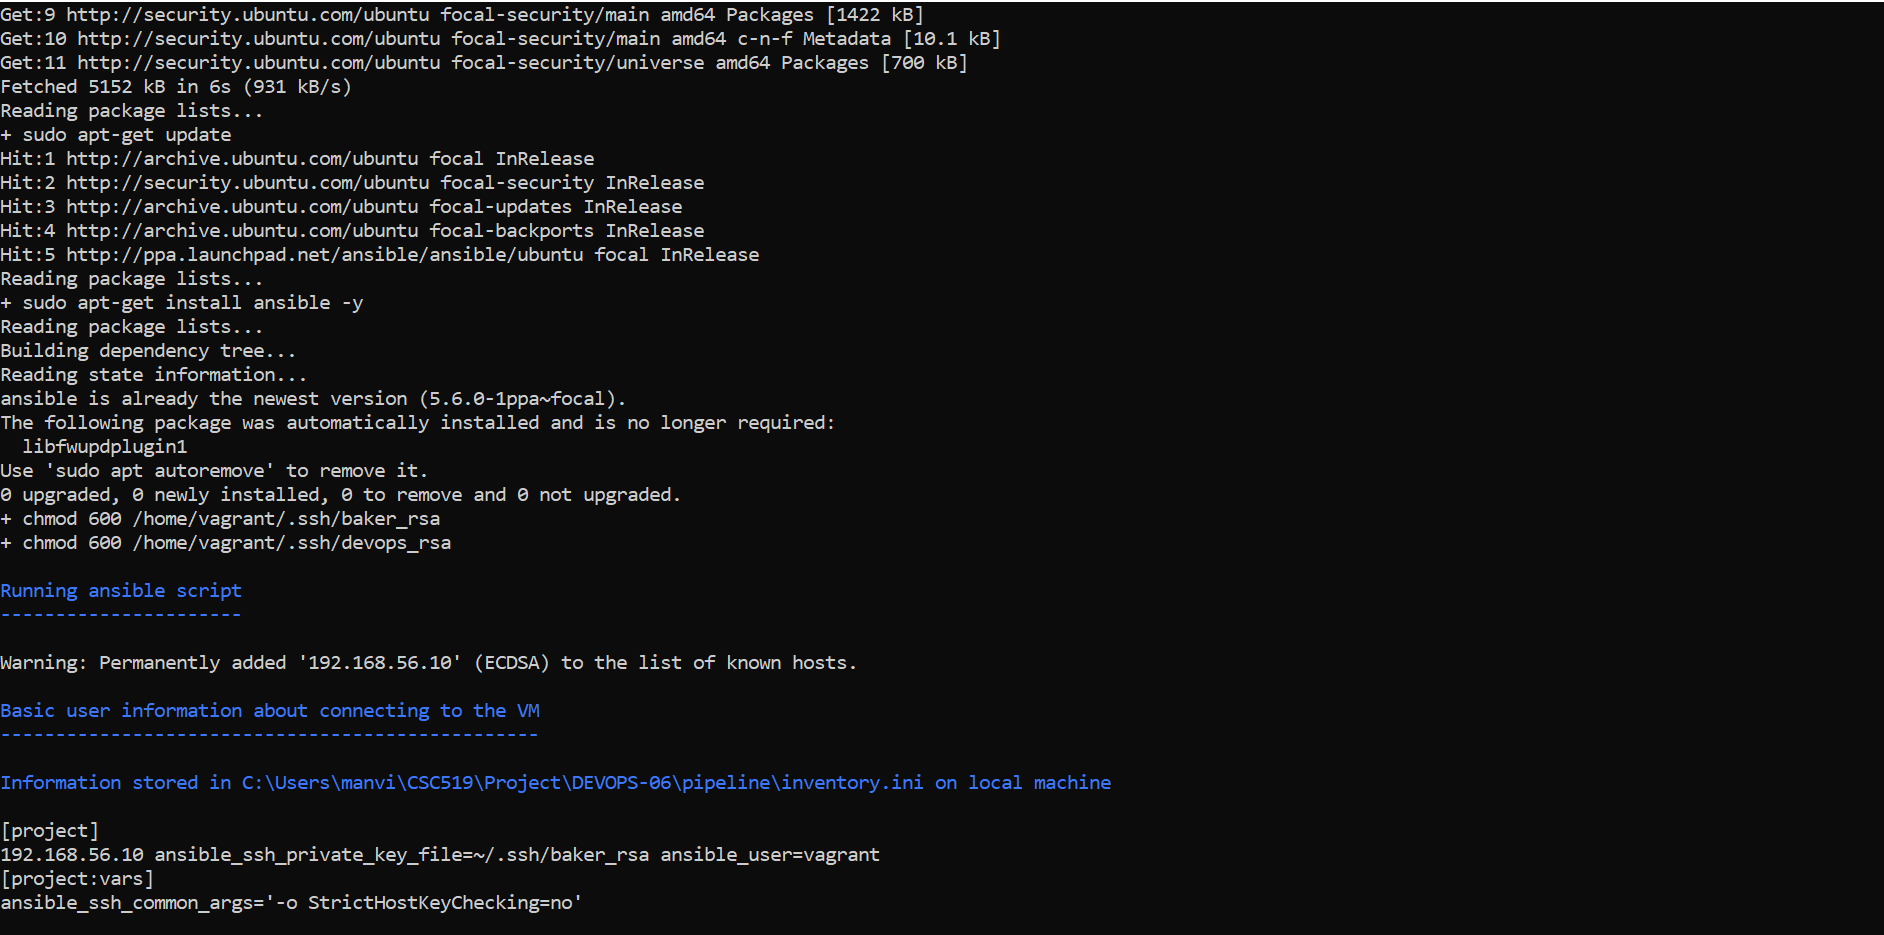 Get:9 http://security.ubuntu.com/ubuntu focal-security/main amd64 Packages [1422 kB]
Get:10 http://security.ubuntu.com/ubuntu focal-security/main amd64 c-n-f Metadata [10.1 kB]
Get:11 http://security.ubuntu.com/ubuntu focal-security/universe amd64 Packages [700 kB]
Fetched 5152 kB in 6s (931 kB/s)
Reading package lists...
+ sudo apt-get update
Hit:1 http://archive.ubuntu.com/ubuntu focal InRelease
Hit:2 http://security.ubuntu.com/ubuntu focal-security InRelease
Hit:3 http://archive.ubuntu.com/ubuntu focal-updates InRelease
Hit:4 http://archive.ubuntu.com/ubuntu focal-backports InRelease
Hit:5 http://ppa.launchpad.net/ansible/ansible/ubuntu focal InRelease
Reading package lists...
+ sudo apt-get install ansible -y
Reading package lists...
Building dependency tree...
Reading state information...
ansible is already the newest version (5.6.0-1ppa~focal).
The following package was automatically installed and is no longer required:
  libfwupdplugin1
Use 'sudo apt autoremove' to remove it.
0 upgraded, 0 newly installed, 0 to remove and 0 not upgraded.
+ chmod 600 /home/vagrant/.ssh/baker_rsa
+ chmod 600 /home/vagrant/.ssh/devops_rsa
Running ansible script
----------------------
Warning: Permanently added '192.168.56.10' (ECDSA) to the list of known hosts.
Basic user information about connecting to the VM
-------------------------------------------------
Information stored in C:\Users\manvi\CSC519\Project\DEVOPS-06\pipeline\inventory.ini on local machine
[project]
192.168.56.10 ansible_ssh_private_key_file=~/.ssh/baker_rsa ansible_user=vagrant
[project:vars]
ansible_ssh_common_args='-o StrictHostKeyChecking=no'